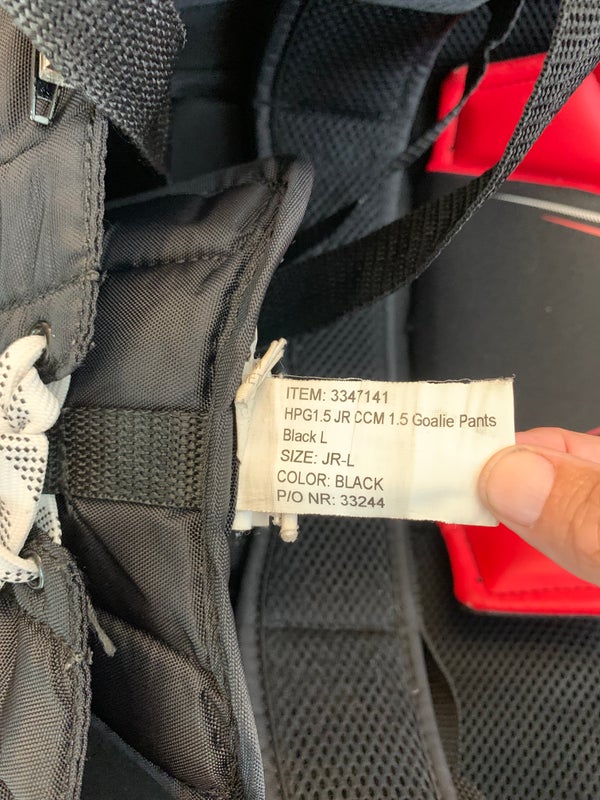 ITEM: 3347141
HPG1.5 JR CCM 1.5 Goalie Pants
Black L
SIZE: JR-L
COLOR: BLACK
P/O NR: 33244